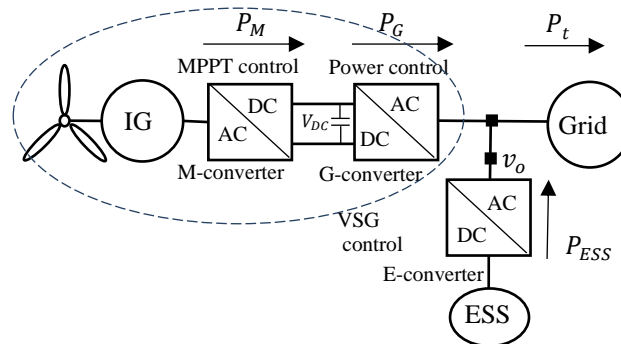 P_M
P_G
P_t
MPPT control
Power control
IG
DC
AC
V_DC
AC
DC
Grid
M-converter
G-converter
v_o
VSG
control
AC
DC
P_ESS
E-converter
ESS